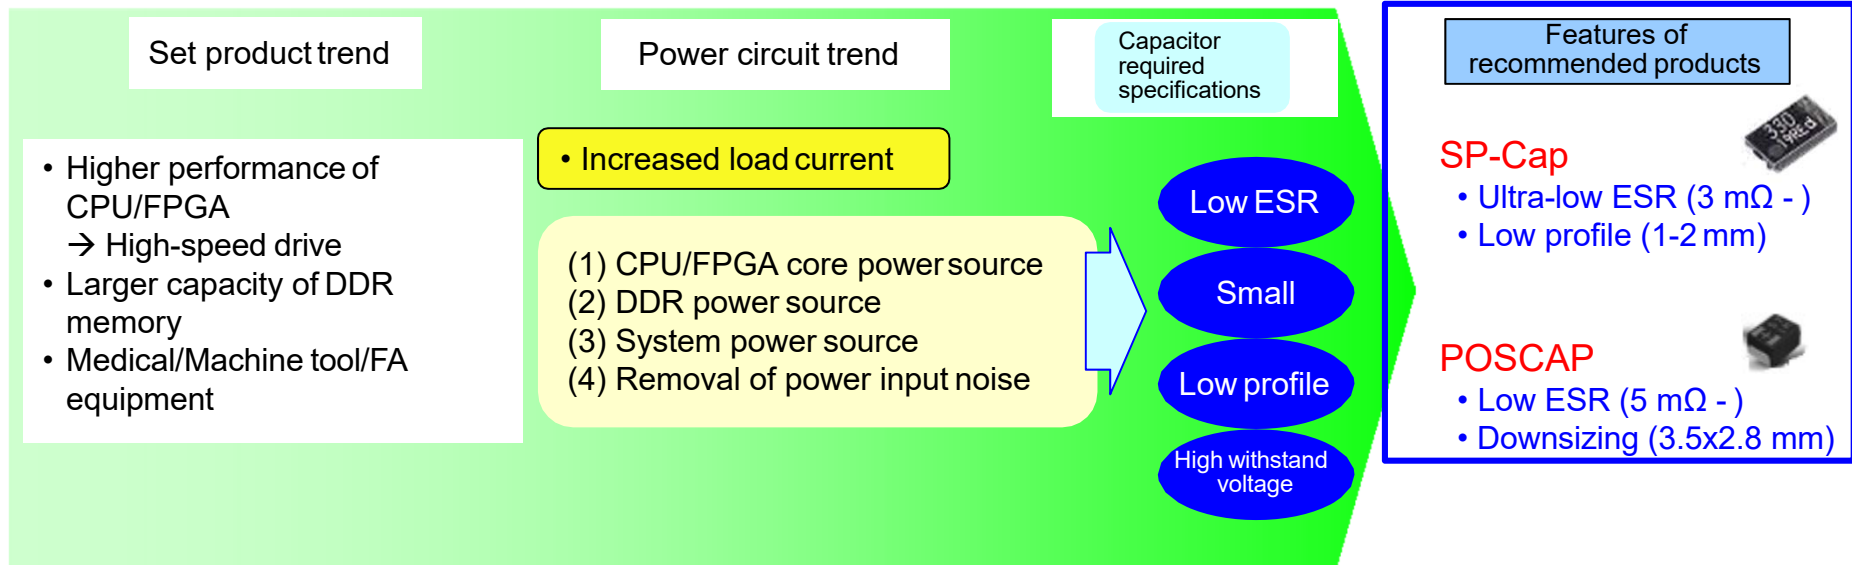 Set product trend
• Higher performance of
CPU/FPGA
→ High-speed drive
• Larger capacity of DDR
memory
• Medical/Machine tool/FA
equipment
Power circuit trend
• Increased load current
(1) CPU/FPGA core power source
(2) DDR power source
(3) System power source
(4) Removal of power input noise
Capacitor
required
specifications
Low ESR
Small
Low profile
High withstand
voltage
Features of
recommended products
SP-Cap
• Ultra-low ESR (3 mΩ - )
• Low profile (1-2 mm)
330
19REd
POSCAP
• Low ESR (5 mΩ - )
• Downsizing (3.5x2.8 mm)